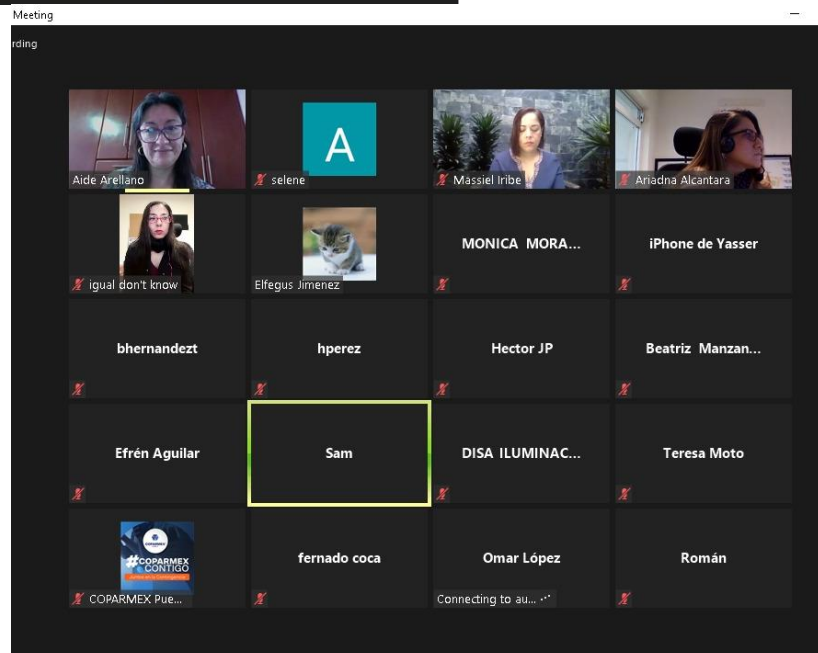 Meeting
rding
A
Aide Arellano
selene
Massiel Iribe
Ariadna Alcantara
igual don't know
Elfegus Jimenez
MONICA MORA...
iPhone de Yasser
bhernandezt
hperez
Hector JP
Beatriz Manzan...
Efrén Aguilar
Sam
DISA ILUMINAC...
Teresa Moto
COPARMEX
#COPARMEX
CONTIGO
COPARMEX Pue...
fernado coca
Omar López
Connecting to au...
Román